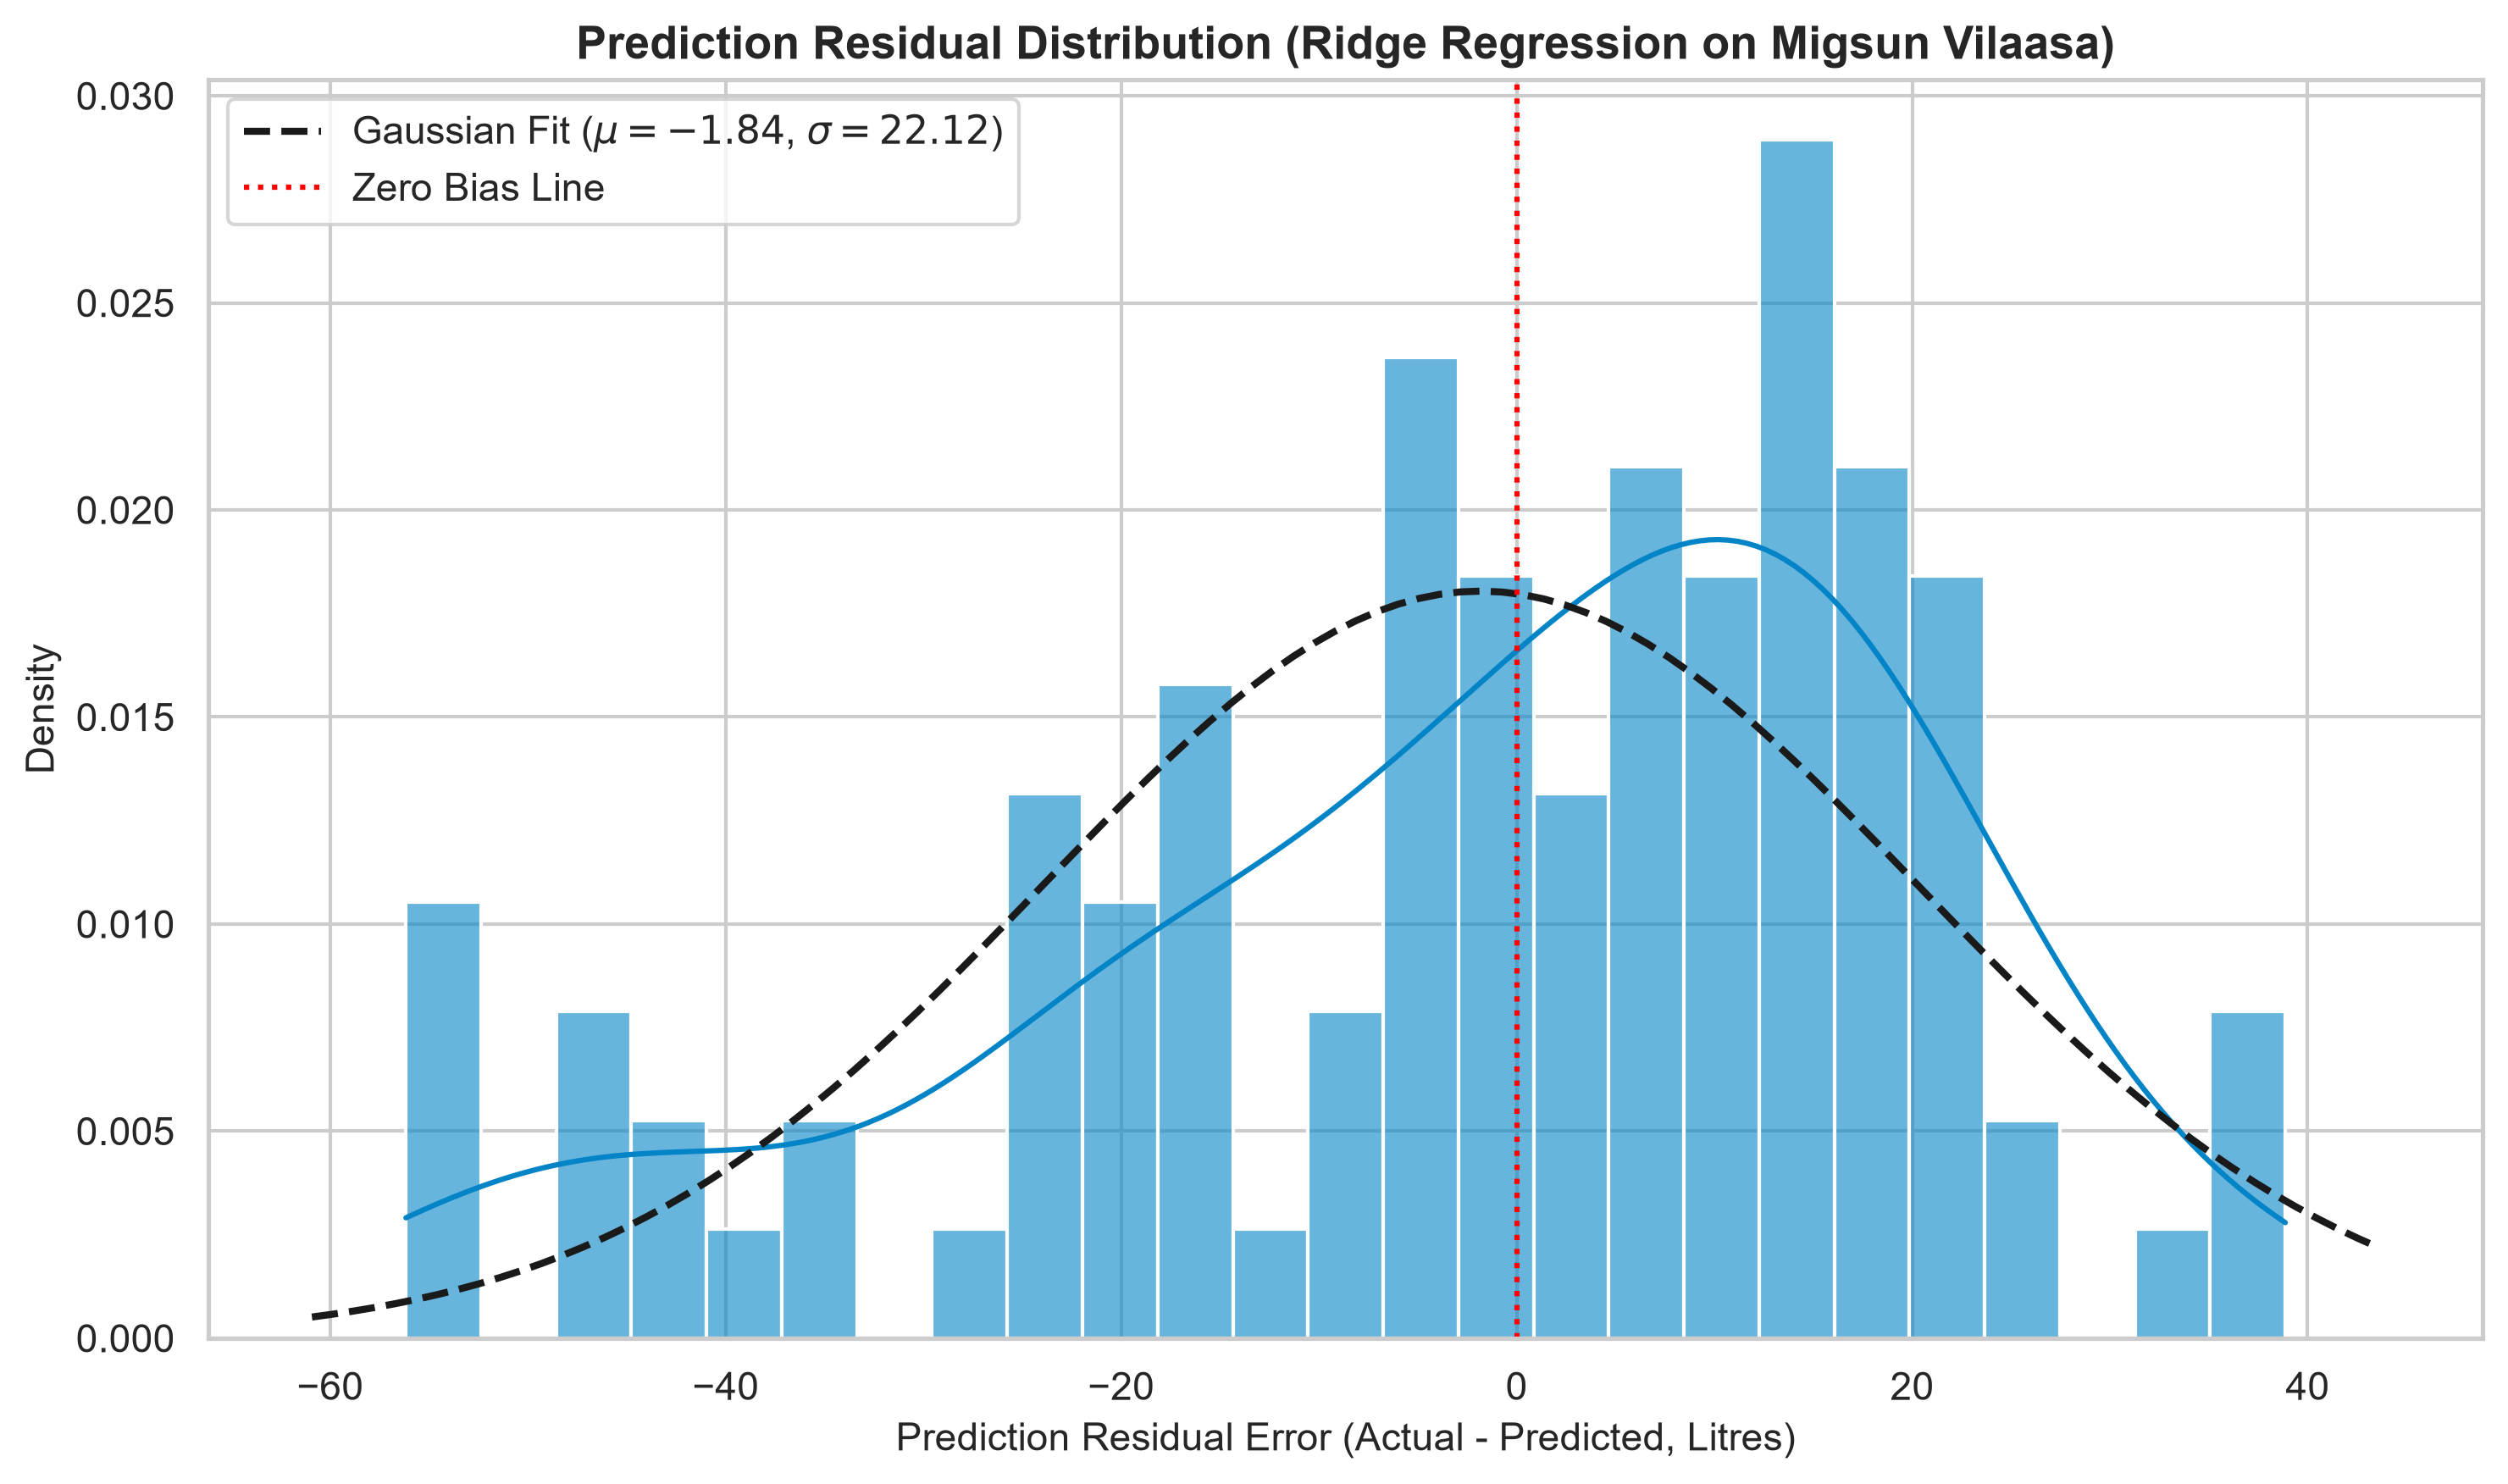 Prediction Residual Distribution (Ridge Regression on Migsun Vilaasa)
Gaussian Fit (μ = −1.84, σ = 22.12)
Zero Bias Line
0.030
0.025
0.020
0.015
0.010
0.005
0.000
Density
−60
−40
−20
0
20
40
Prediction Residual Error (Actual - Predicted, Litres)